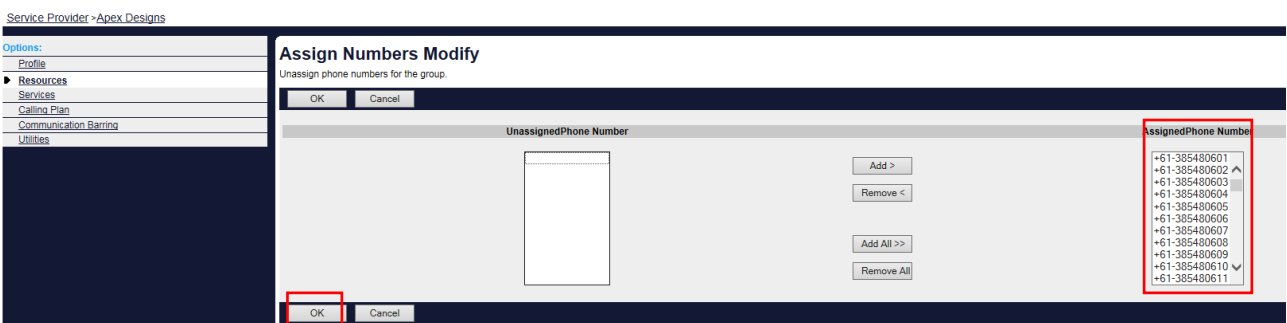 Service Provider >Apex Designs
Options:
Profile
Resources
Services
Calling Plan
Communication Barring
Utilities
Assign Numbers Modify
Unassign phone numbers for the group.
OK Cancel
UnassignedPhone Number AssignedPhone Number
Add >
Remove <
Add All >>
Remove All
+61-385480601
+61-385480602
+61-385480603
+61-385480604
+61-385480605
+61-385480606
+61-385480607
+61-385480608
+61-385480609
+61-385480610
+61-385480611
OK Cancel